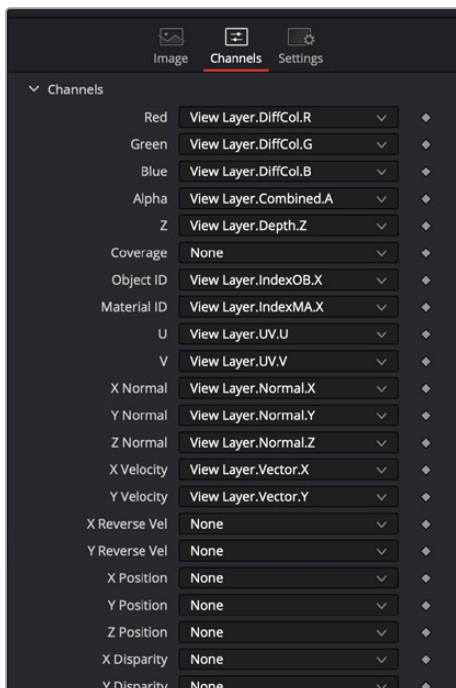 Image Channels Settings
Channels
Red View Layer.DiffCol.R
Green View Layer.DiffCol.G
Blue View Layer.DiffCol.B
Alpha View Layer.Combined.A
Z View Layer.Depth.Z
Coverage None
Object ID View Layer.IndexOB.X
Material ID View Layer.IndexMA.X
U View Layer.UV.U
V View Layer.UV.V
X Normal View Layer.Normal.X
Y Normal View Layer.Normal.Y
Z Normal View Layer.Normal.Z
X Velocity View Layer.Vector.X
Y Velocity View Layer.Vector.Y
X Reverse Vel None
Y Reverse Vel None
X Position None
Y Position None
Z Position None
X Disparity None
Y Disparity None